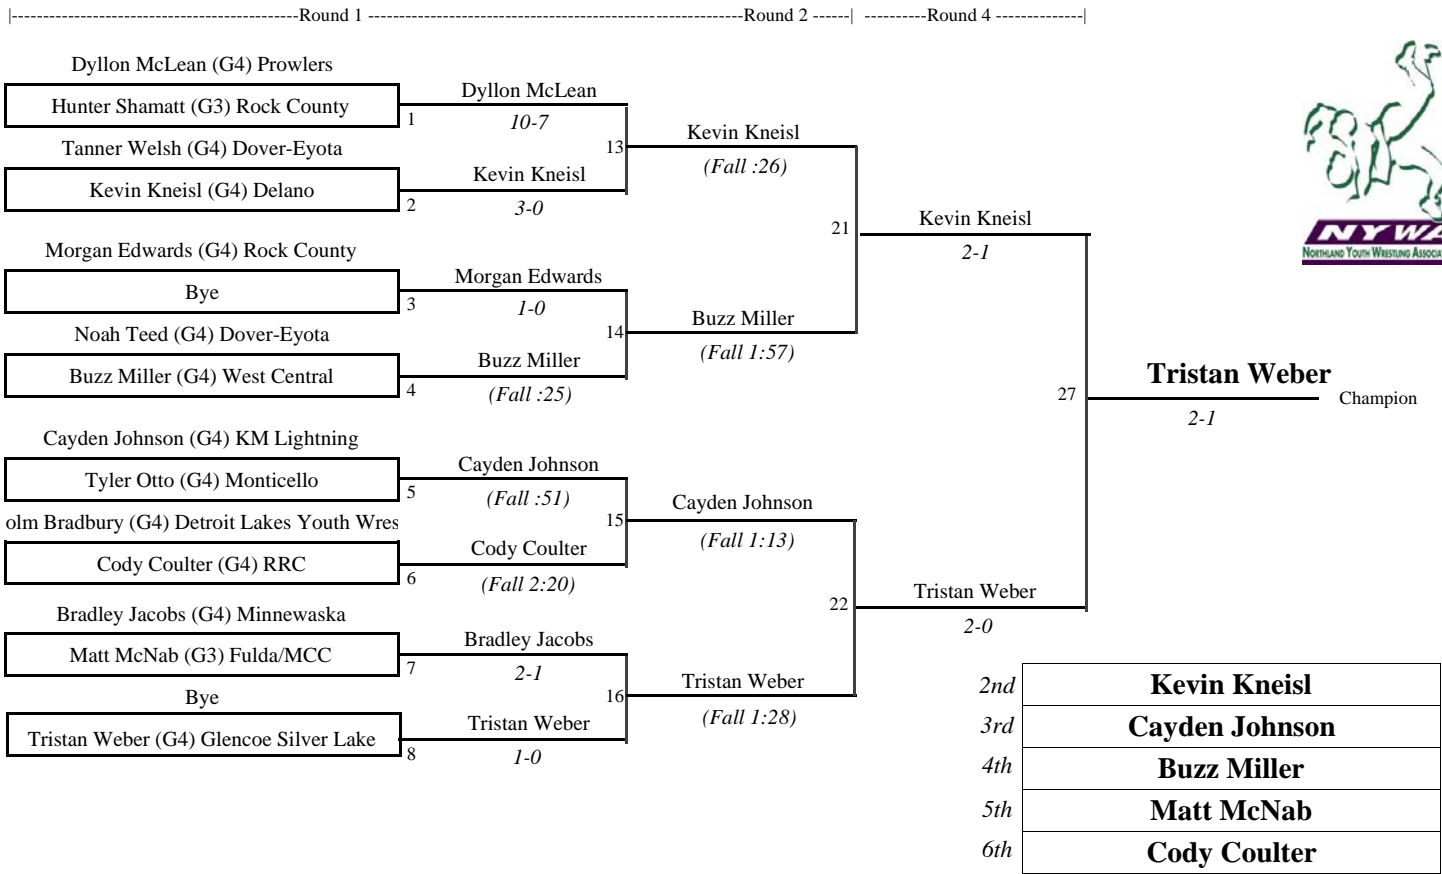 |----------------------------------------------Round 1 ------------------------------------------------------------Round 2 ------| ----------Round 4 --------------|
Dyllon McLean (G4) Prowlers
Hunter Shamatt (G3) Rock County
1
Dyllon McLean
10-7
Tanner Welsh (G4) Dover-Eyota
Kevin Kneisl (G4) Delano
2
Kevin Kneisl
3-0
13
Kevin Kneisl
(Fall :26)
Morgan Edwards (G4) Rock County
Bye
3
Morgan Edwards
1-0
Noah Teed (G4) Dover-Eyota
Buzz Miller (G4) West Central
4
Buzz Miller
(Fall :25)
14
Buzz Miller
(Fall 1:57)
21
Kevin Kneisl
2-1
Cayden Johnson (G4) KM Lightning
Tyler Otto (G4) Monticello
5
Cayden Johnson
(Fall :51)
olm Bradbury (G4) Detroit Lakes Youth Wres
Cody Coulter (G4) RRC
6
Cody Coulter
(Fall 2:20)
15
Cayden Johnson
(Fall 1:13)
Bradley Jacobs (G4) Minnewaska
Matt McNab (G3) Fulda/MCC
7
Bradley Jacobs
2-1
Bye
Tristan Weber (G4) Glencoe Silver Lake
8
Tristan Weber
1-0
16
Tristan Weber
(Fall 1:28)
22
Tristan Weber
2-0
27
Tristan Weber
Champion
2-1
NYWA
NORTHLAND YOUTH WRESTLING ASSOCIA
2nd Kevin Kneisl
3rd Cayden Johnson
4th Buzz Miller
5th Matt McNab
6th Cody Coulter